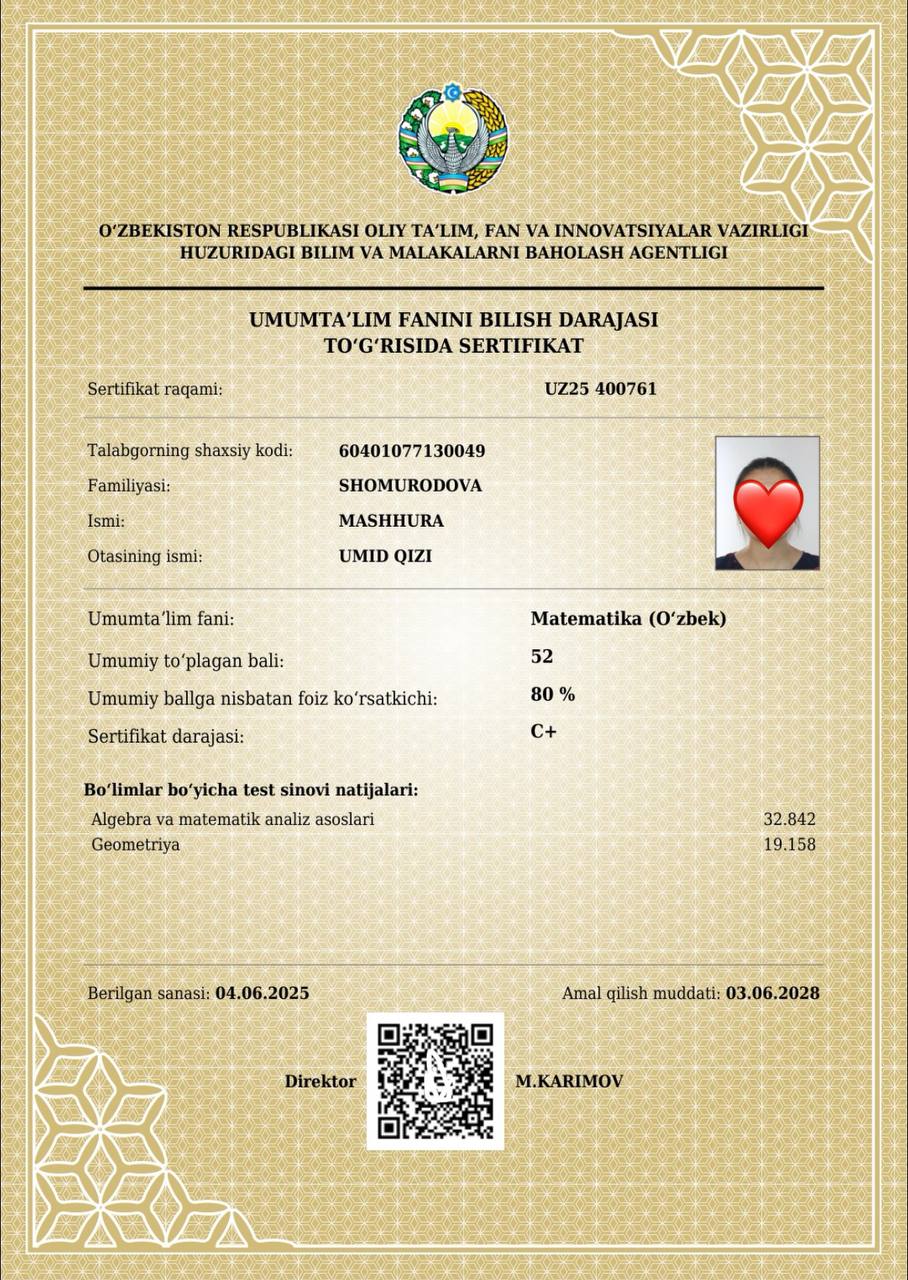 O‘ZBEKISTON RESPUBLIKASI OLIY TA’LIM, FAN VA INNOVATSIYALAR VAZIRLIGI
HUZURIDAGI BILIM VA MALAKALARNI BAHOLASH AGENTLIGI
UMUMTA’LIM FANINI BILISH DARAJASI
TO‘G‘RISIDA SERTIFIKAT
Sertifikat raqami: UZ25 400761
Talabgorning shaxsiy kodi: 60401077130049
Familiyasi: SHOMURODOVA
Ismi: MASHHURA
Otasining ismi: UMID QIZI
Umumta’lim fani: Matematika (O‘zbek)
Umumiy to‘plagan bali: 52
Umumiy ballga nisbatan foiz ko‘rsatkichi: 80 %
Sertifikat darajasi: C+
Bo‘limlar bo‘yicha test sinovi natijalari:
Algebra va matematik analiz asoslari 32.842
Geometriya 19.158
Berilgan sanasi: 04.06.2025 Amal qilish muddati: 03.06.2028
Direktor M.KARIMOV